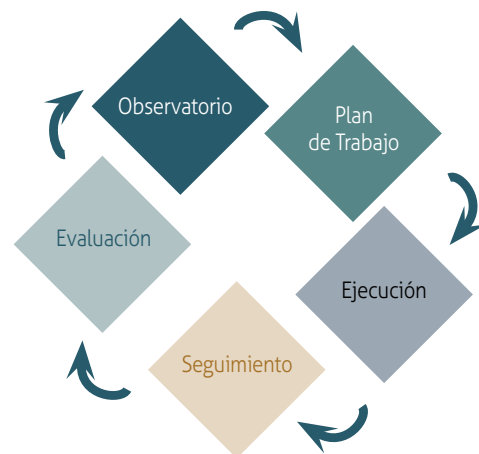 Observatorio
Plan
de Trabajo
Ejecución
Seguimiento
Evaluación